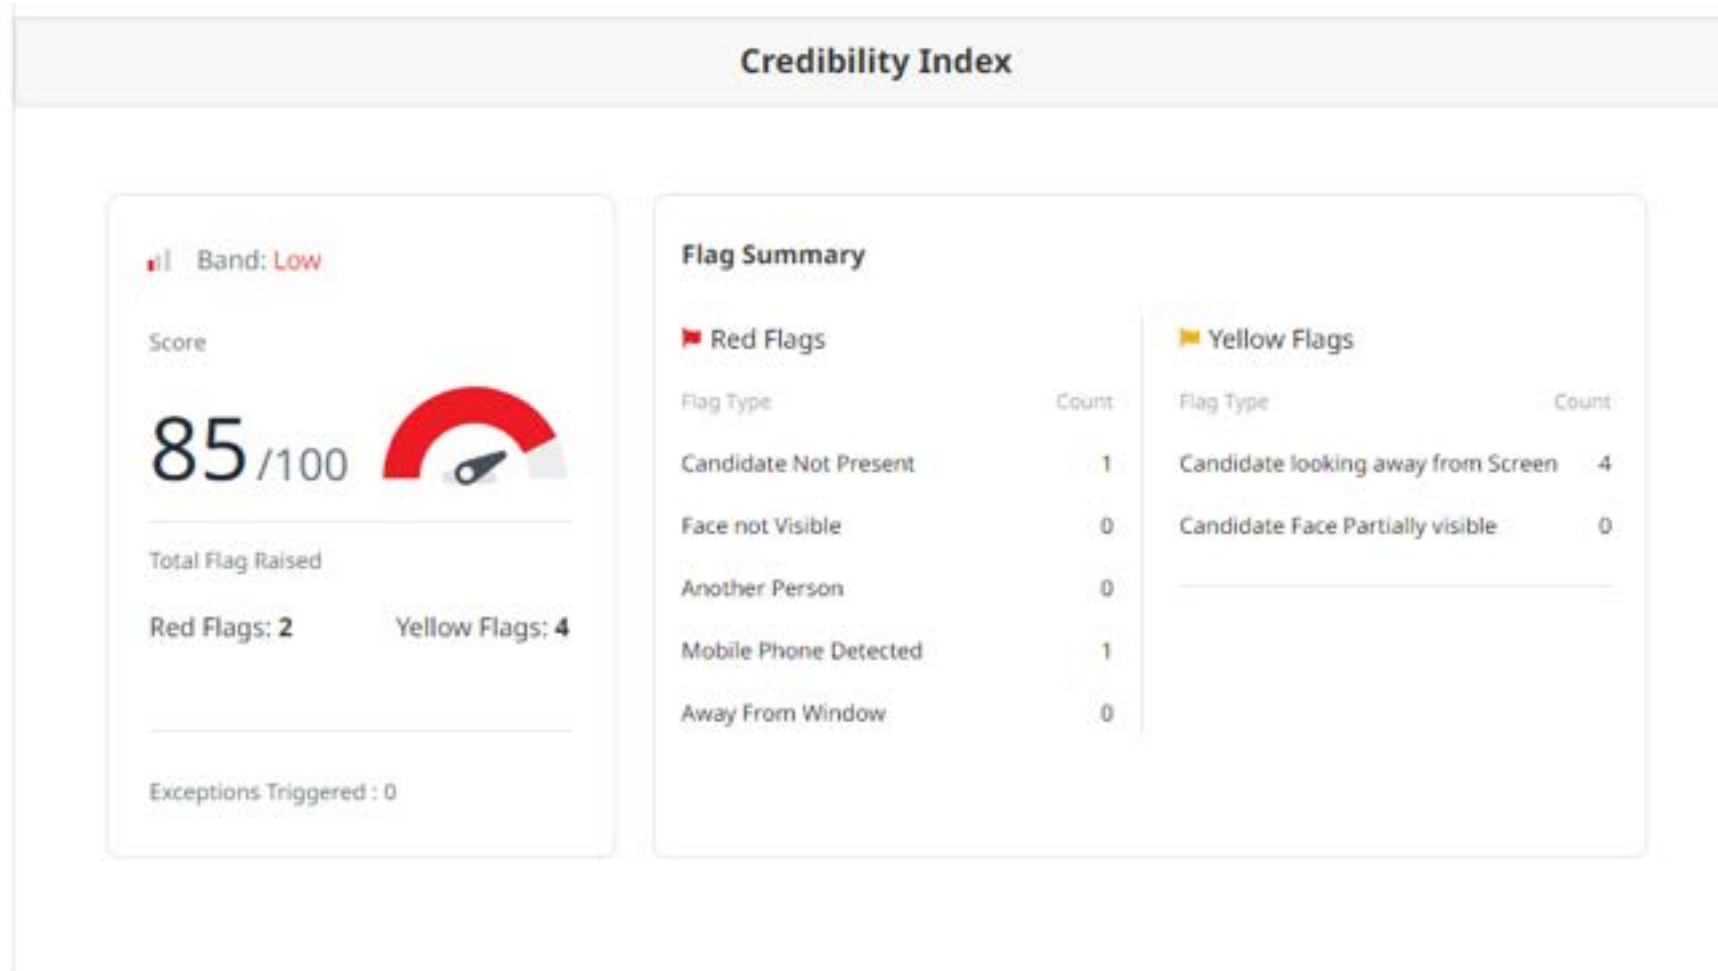 Credibility Index
Band: Low
Score
85/100
Total Flag Raised
Red Flags: 2 Yellow Flags: 4
Exceptions Triggered : 0
Flag Summary
Red Flags
Flag Type Count
Candidate Not Present 1
Face not Visible 0
Another Person 0
Mobile Phone Detected 1
Away From Window 0
Yellow Flags
Flag Type Count
Candidate looking away from Screen 4
Candidate Face Partially visible 0